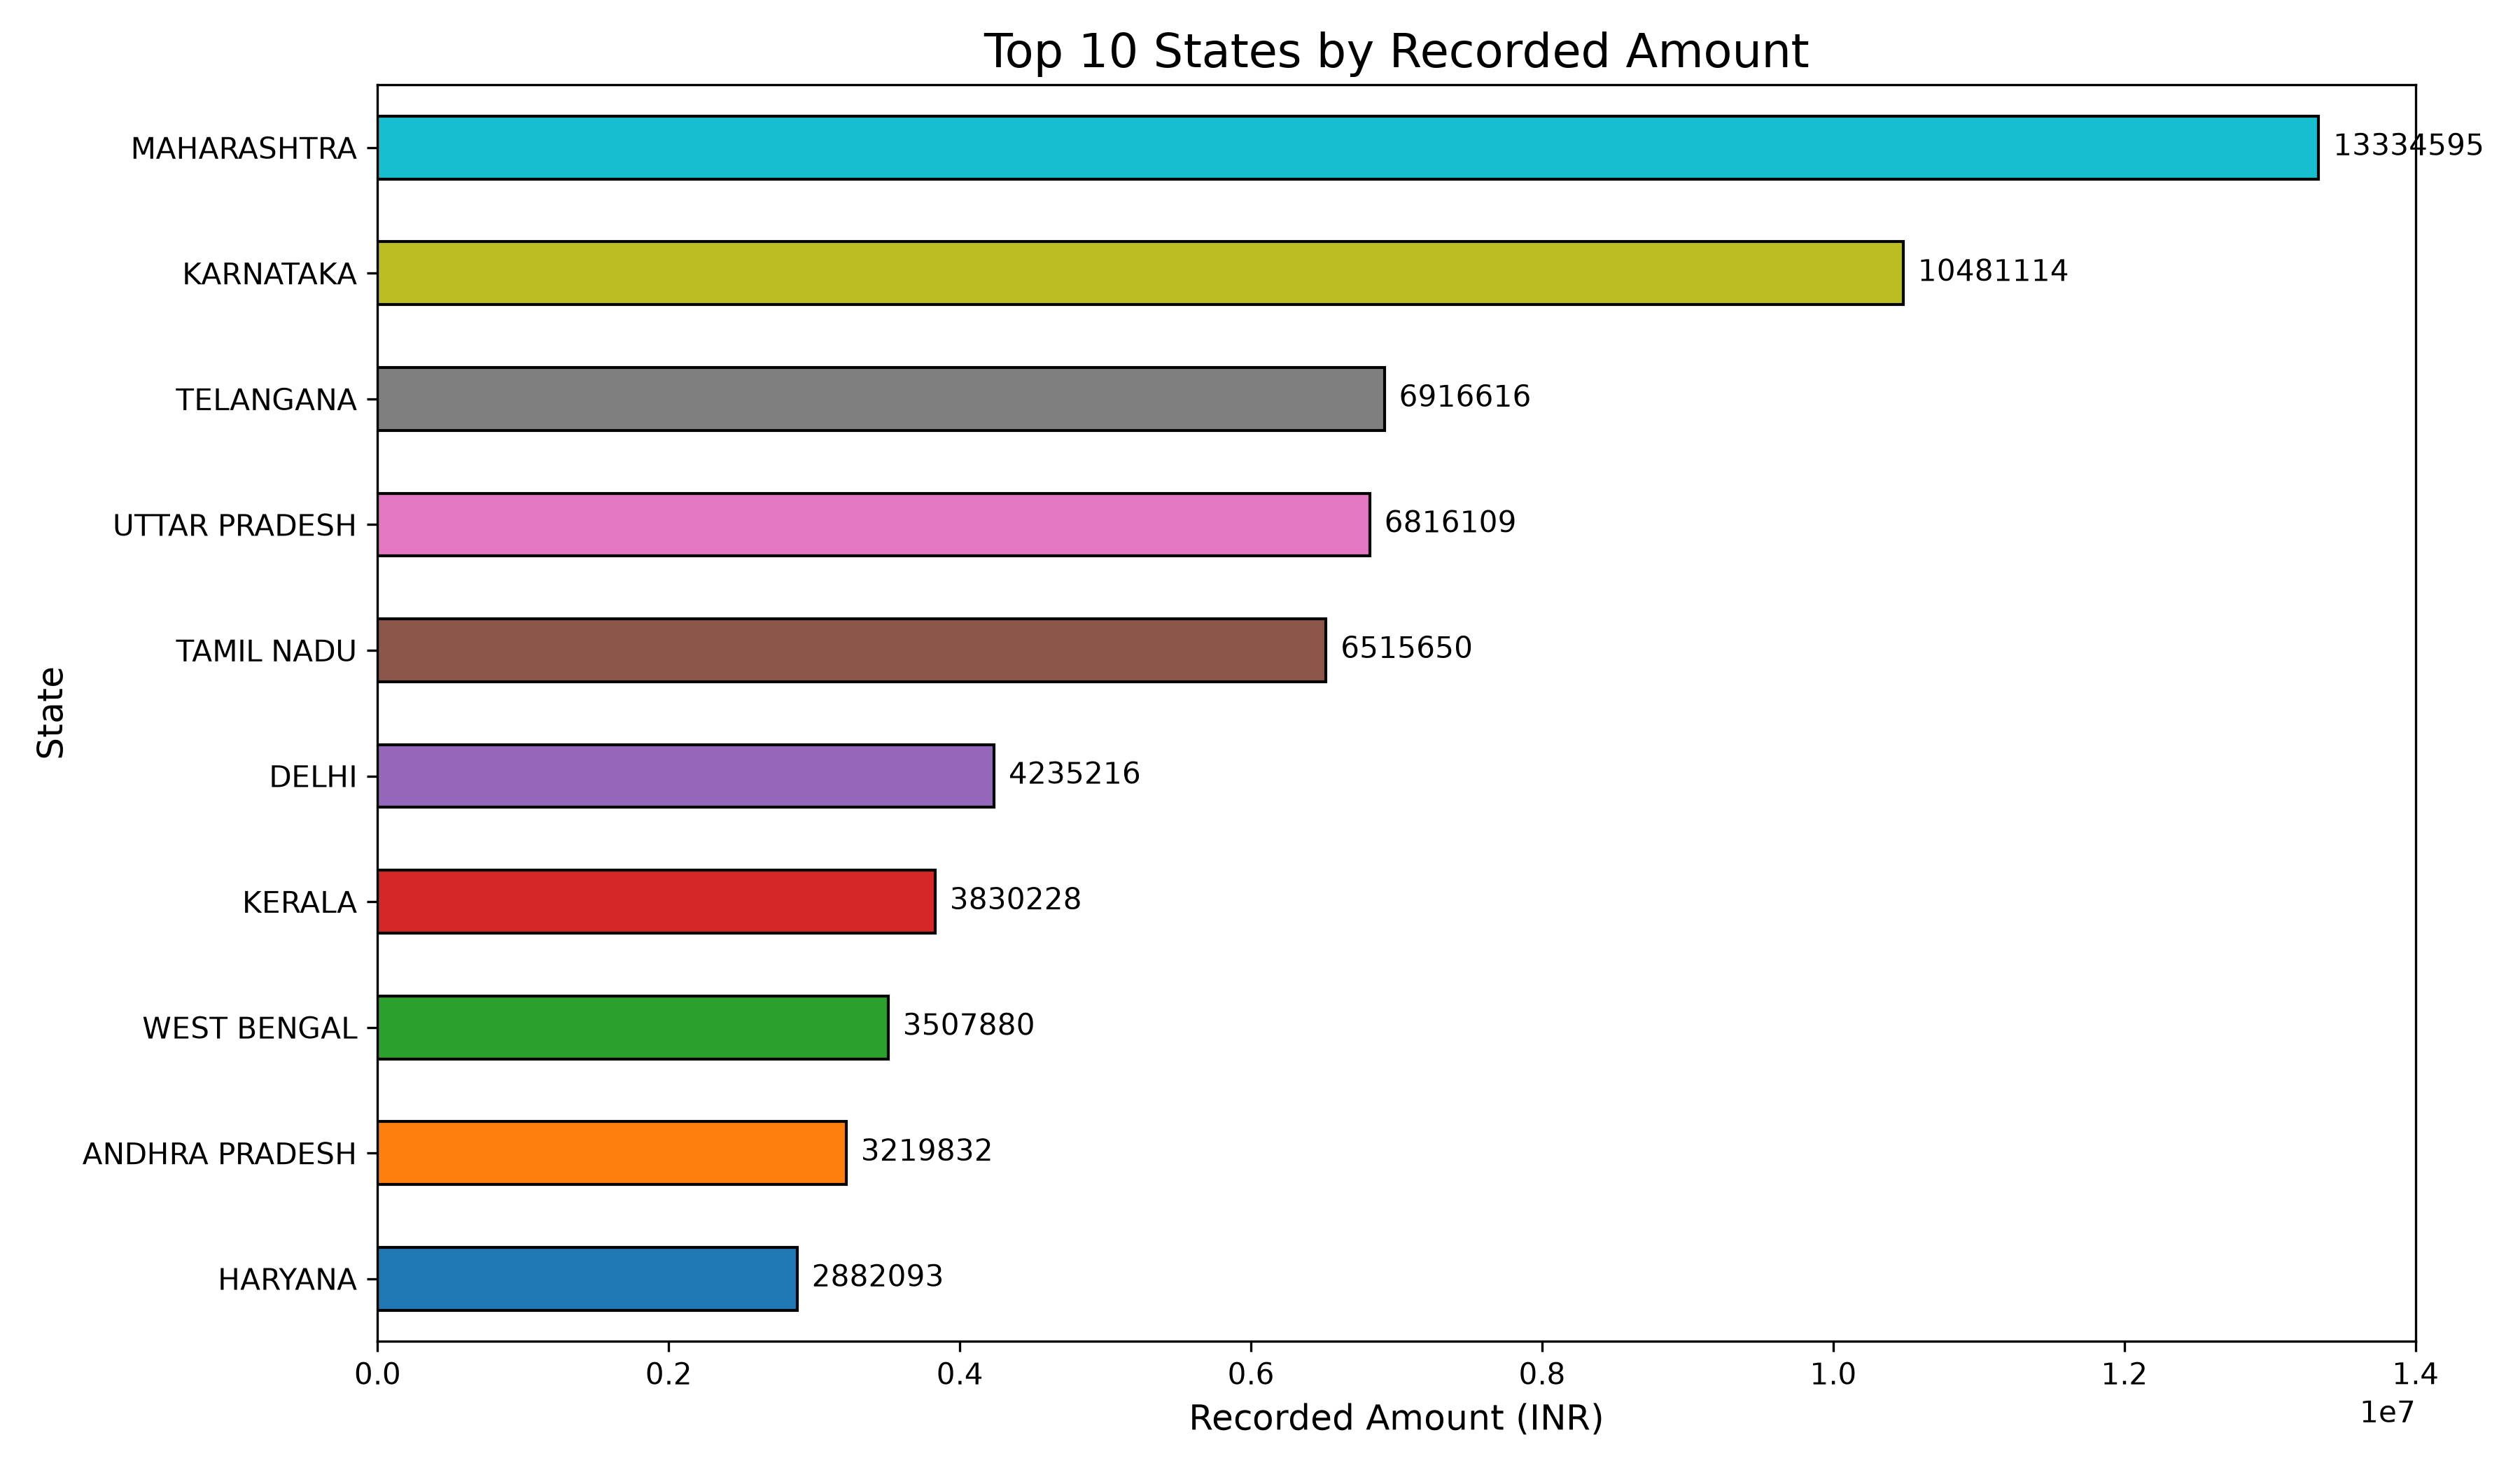 Top 10 States by Recorded Amount
MAHARASHTRA 13334595
KARNATAKA 10481114
TELANGANA 6916616
UTTAR PRADESH 6816109
TAMIL NADU 6515650
State
DELHI 4235216
KERALA 3830228
WEST BENGAL 3507880
ANDHRA PRADESH 3219832
HARYANA 2882093
0.0 0.2 0.4 0.6 0.8 1.0 1.2 1.4
1e7
Recorded Amount (INR)